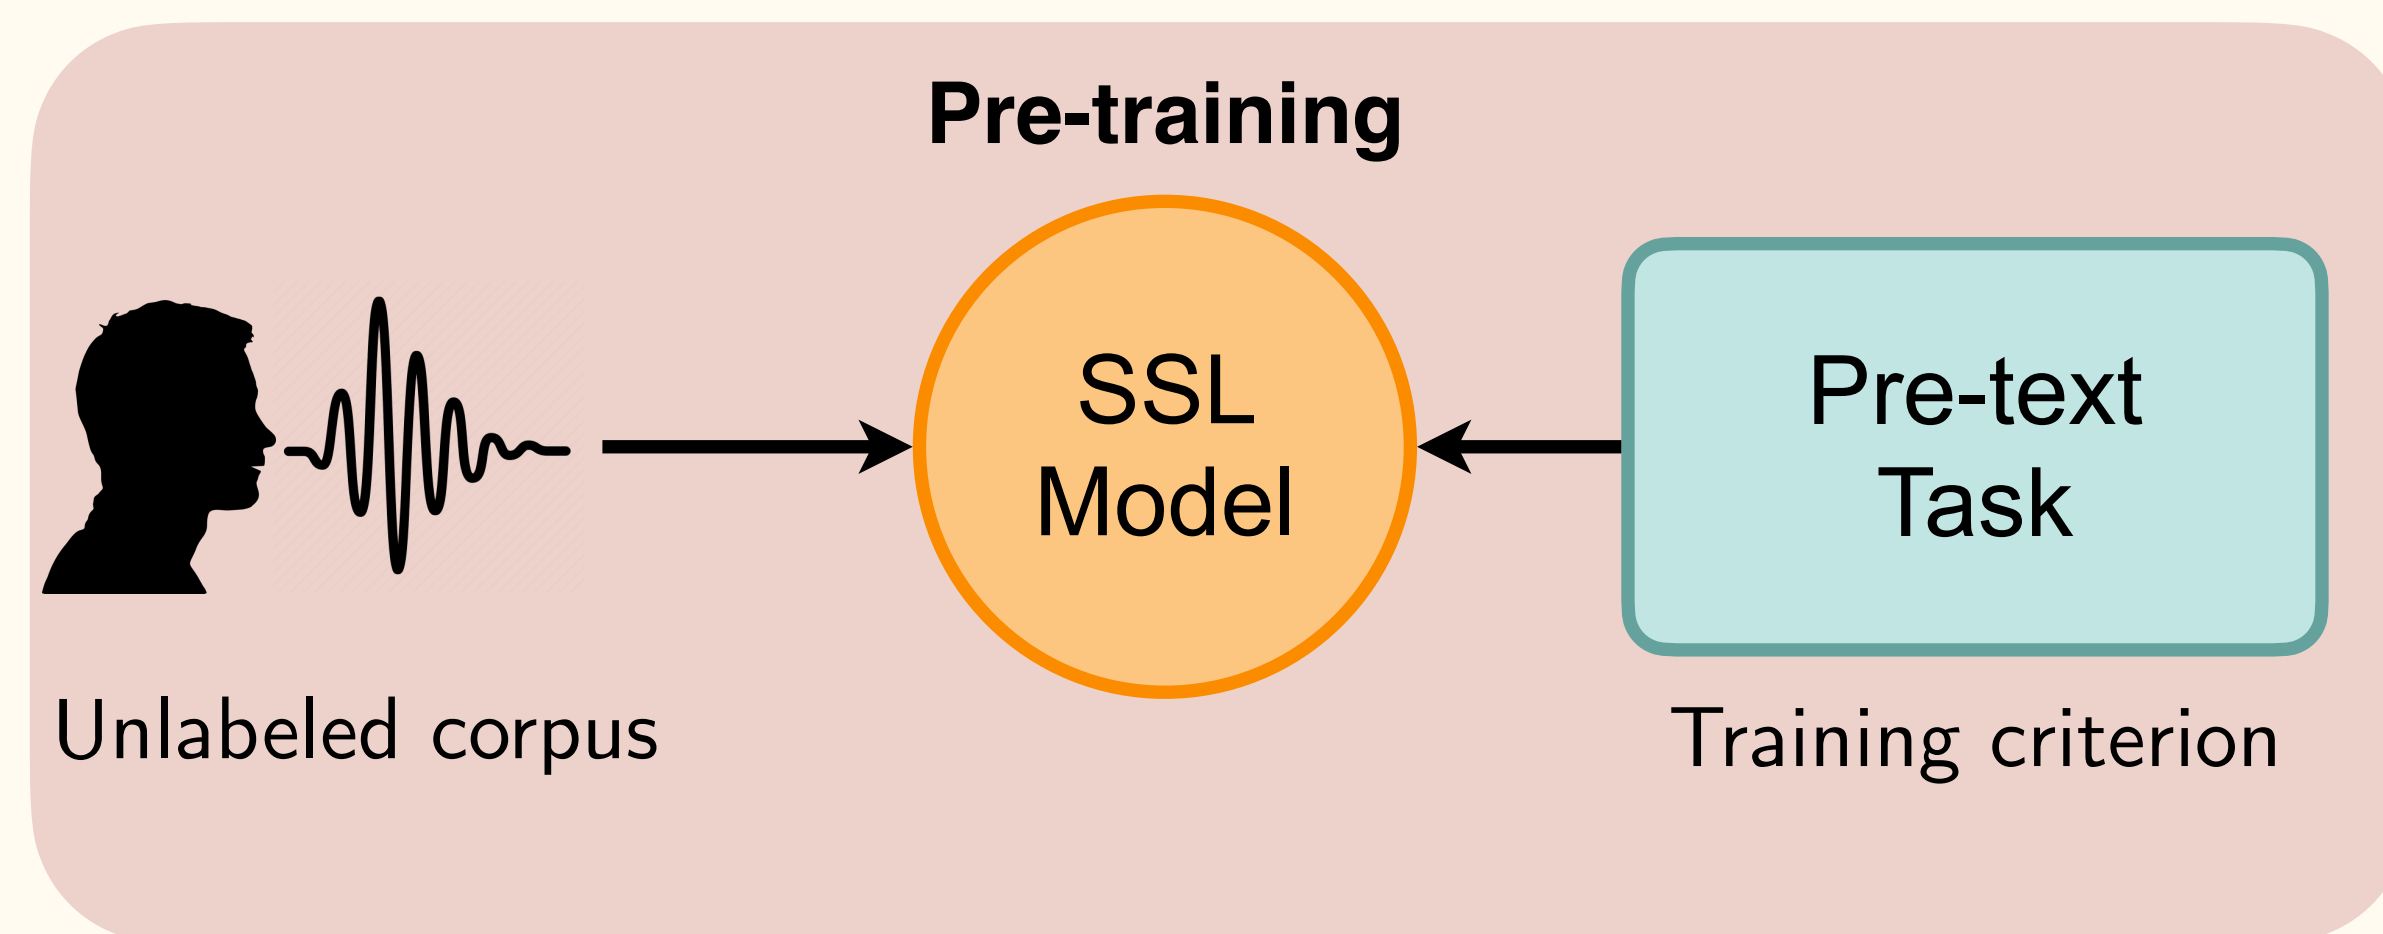 Pre-training
SSL
Model
Pre-text
Task
Unlabeled corpus
Training criterion